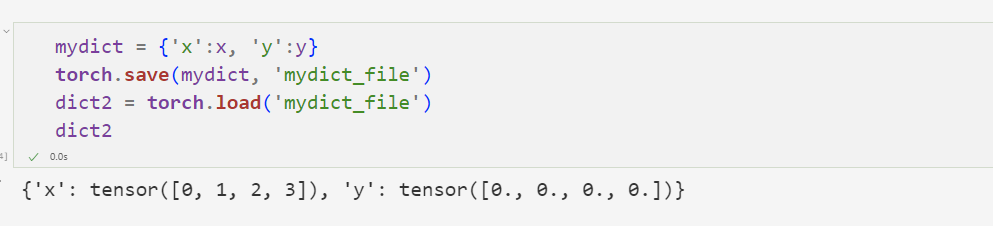 mydict = {'x':x, 'y':y}
torch.save(mydict, 'mydict_file')
dict2 = torch.load('mydict_file')
dict2
4] ✓ 0.0s
{'x': tensor([0, 1, 2, 3]), 'y': tensor([0., 0., 0., 0.])}